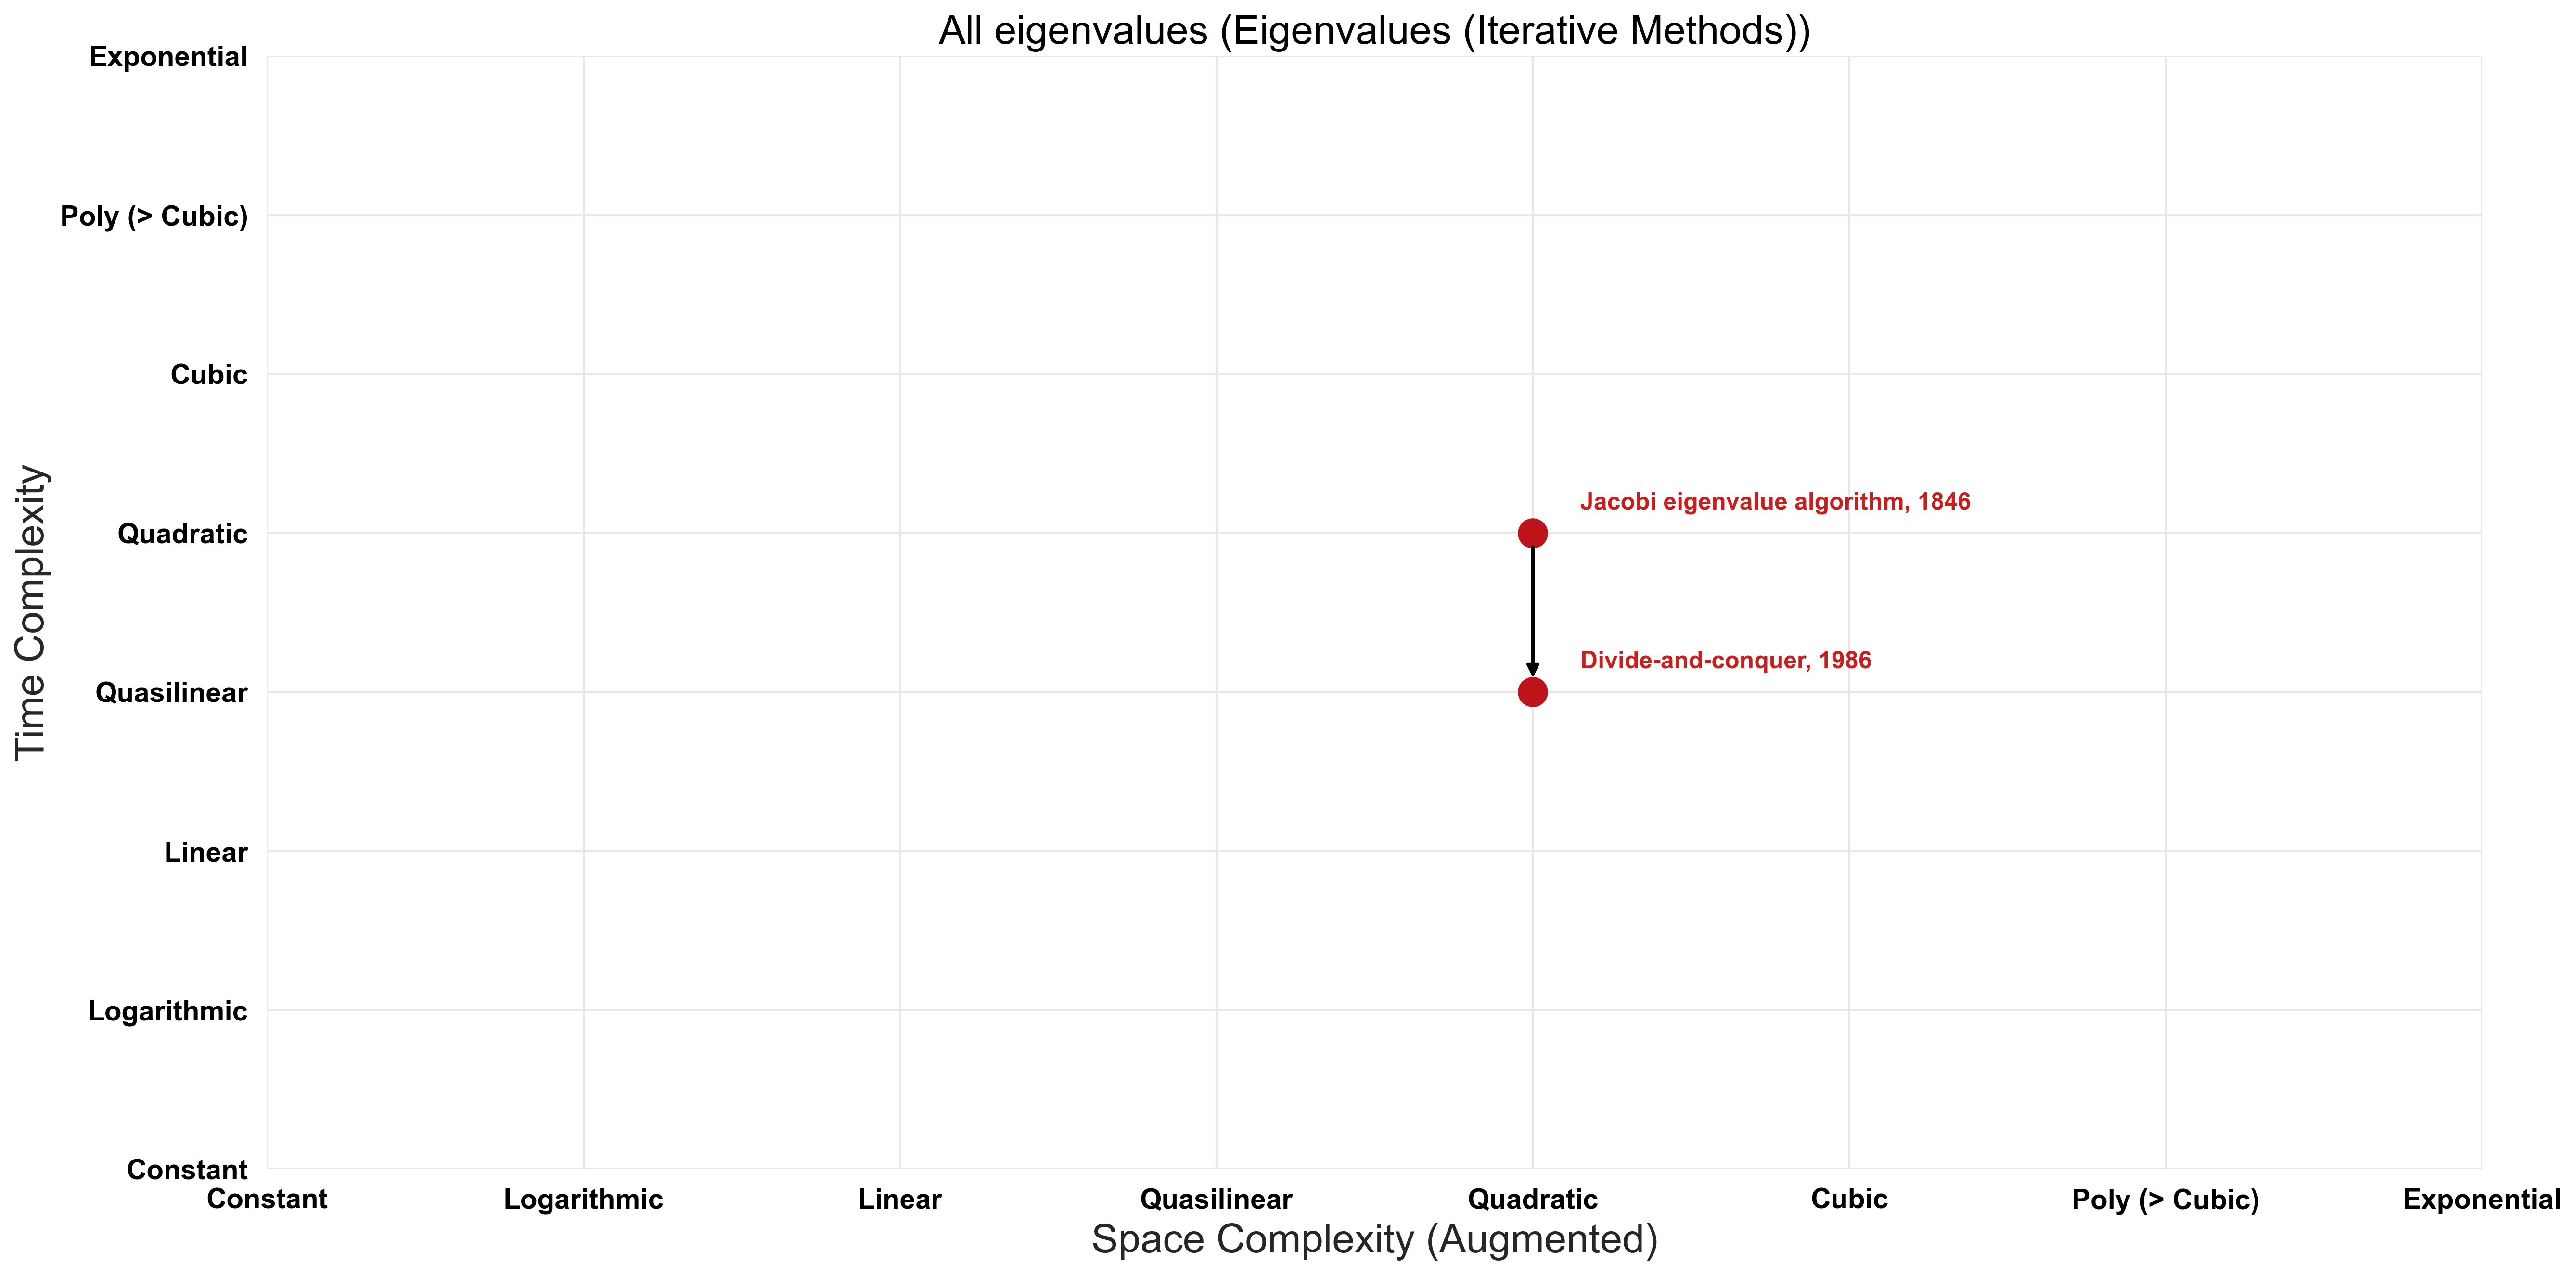 All eigenvalues (Eigenvalues (Iterative Methods))
Exponential
Poly (> Cubic)
Cubic
Quadratic
Quasilinear
Linear
Logarithmic
Constant
Time Complexity
Jacobi eigenvalue algorithm, 1846
Divide-and-conquer, 1986
Constant
Logarithmic
Linear
Quasilinear
Quadratic
Cubic
Poly (> Cubic)
Exponential
Space Complexity (Augmented)